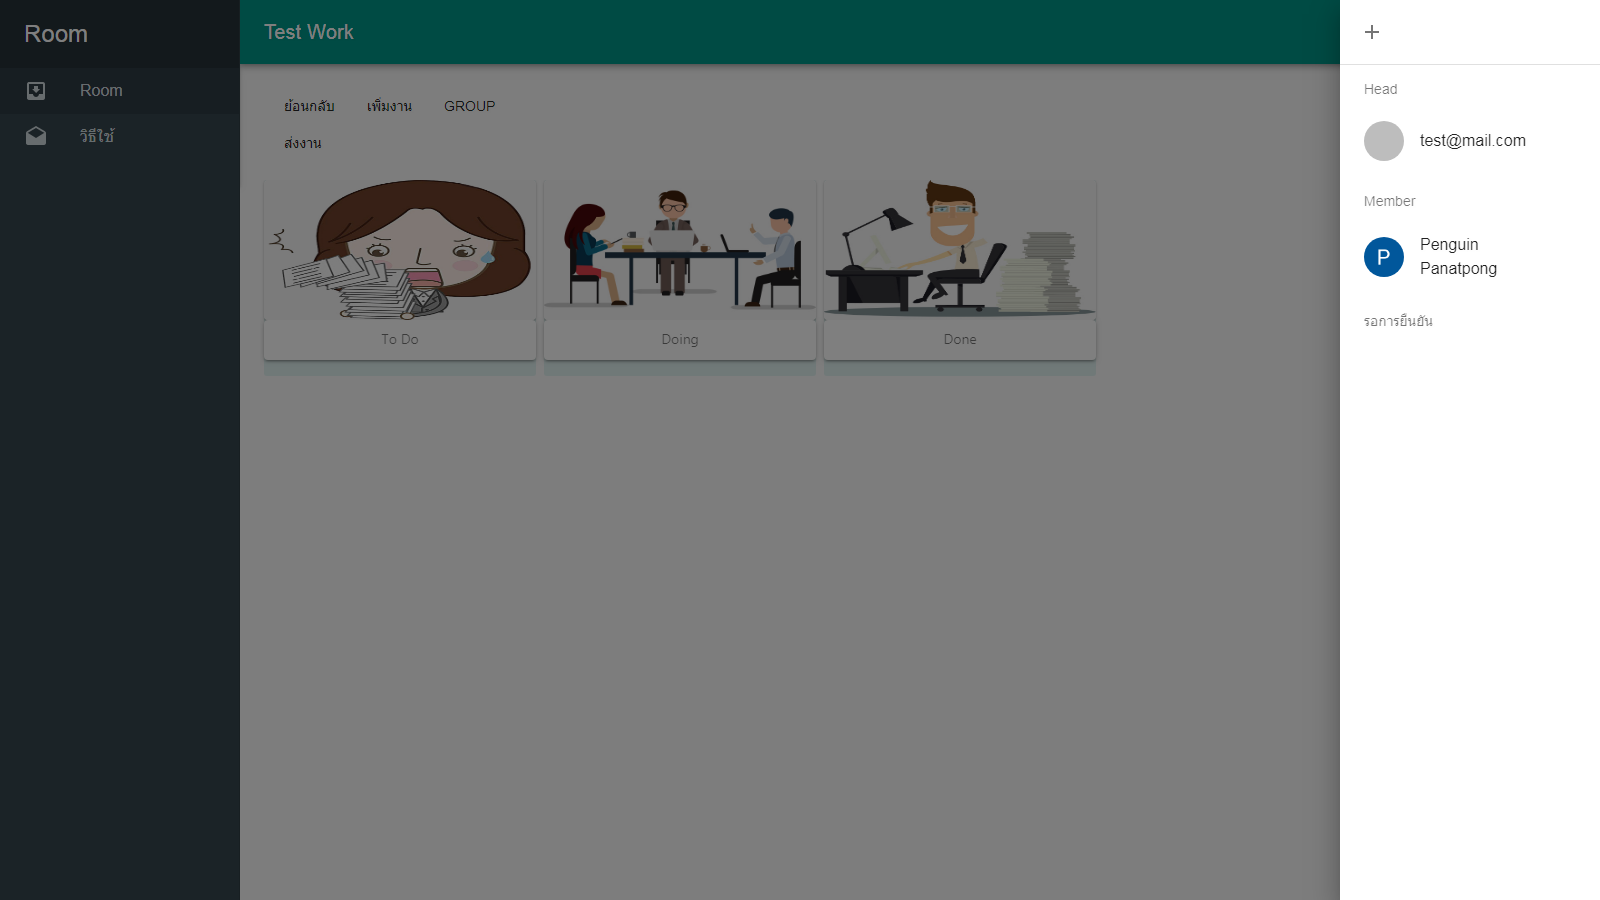 Room
Room
วิธีใช้
Test Work
ย้อนกลับ เพิ่มงาน GROUP
ส่งงาน
To Do
Doing
Done
Head
test@mail.com
Member
P
Penguin
Panatpong
รอการยืนยัน